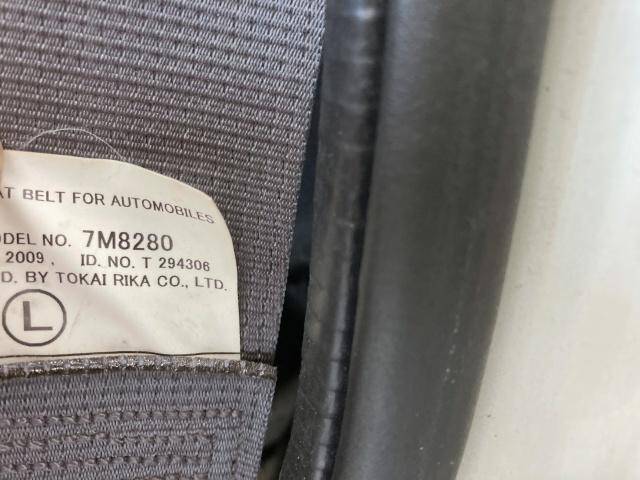 AT BELT FOR AUTOMOBILES
ODEL NO. 7M8280
2009, ID. NO. T 294306
D. BY TOKAI RIKA CO., LTD.
L